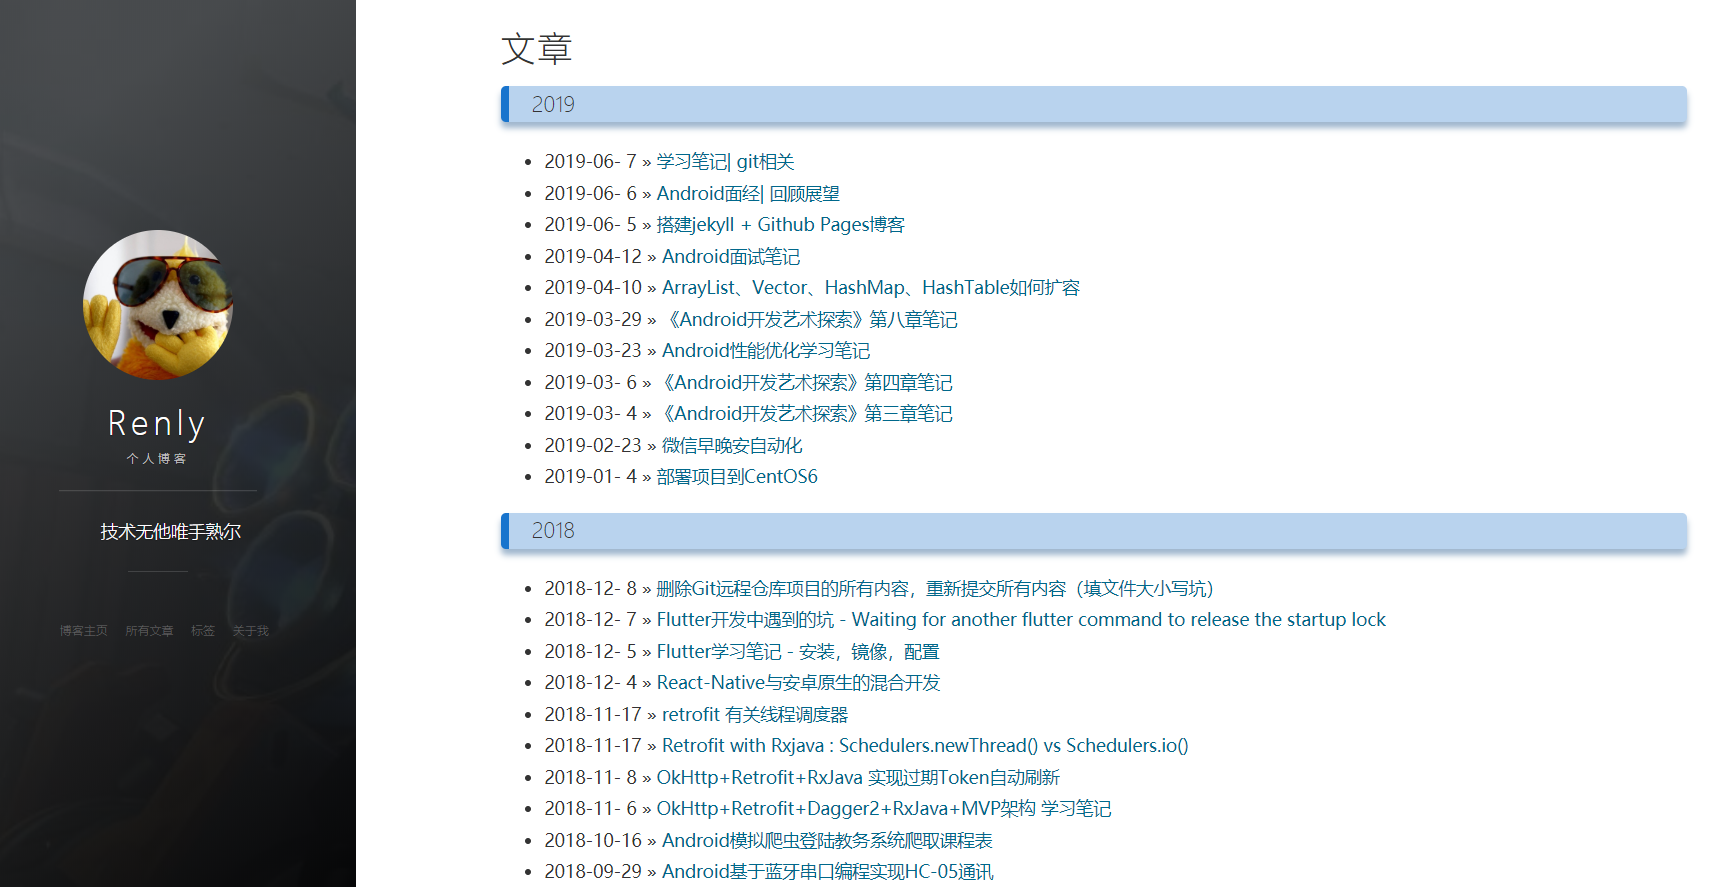 Renly
个人博客
技术无他唯手熟尔
博客主页 所有文章 标签 关于我
文章
2019
2019-06- 7 » 学习笔记| git相关
2019-06- 6 » Android面经| 回顾展望
2019-06- 5 » 搭建jekyll + Github Pages博客
2019-04-12 » Android面试笔记
2019-04-10 » ArrayList、Vector、HashMap、HashTable如何扩容
2019-03-29 » 《Android开发艺术探索》第八章笔记
2019-03-23 » Android性能优化学习笔记
2019-03- 6 » 《Android开发艺术探索》第四章笔记
2019-03- 4 » 《Android开发艺术探索》第三章笔记
2019-02-23 » 微信早晚安自动化
2019-01- 4 » 部署项目到CentOS6
2018
2018-12- 8 » 删除Git远程仓库项目的所有内容，重新提交所有内容（填文件大小写坑）
2018-12- 7 » Flutter开发中遇到的坑 - Waiting for another flutter command to release the startup lock
2018-12- 5 » Flutter学习笔记 - 安装，镜像，配置
2018-12- 4 » React-Native与安卓原生的混合开发
2018-11-17 » retrofit 有关线程调度器
2018-11-17 » Retrofit with Rxjava : Schedulers.newThread() vs Schedulers.io()
2018-11- 8 » OkHttp+Retrofit+RxJava 实现过期Token自动刷新
2018-11- 6 » OkHttp+Retrofit+Dagger2+RxJava+MVP架构 学习笔记
2018-10-16 » Android模拟爬虫登陆教务系统爬取课程表
2018-09-29 » Android基于蓝牙串口编程实现HC-05通讯